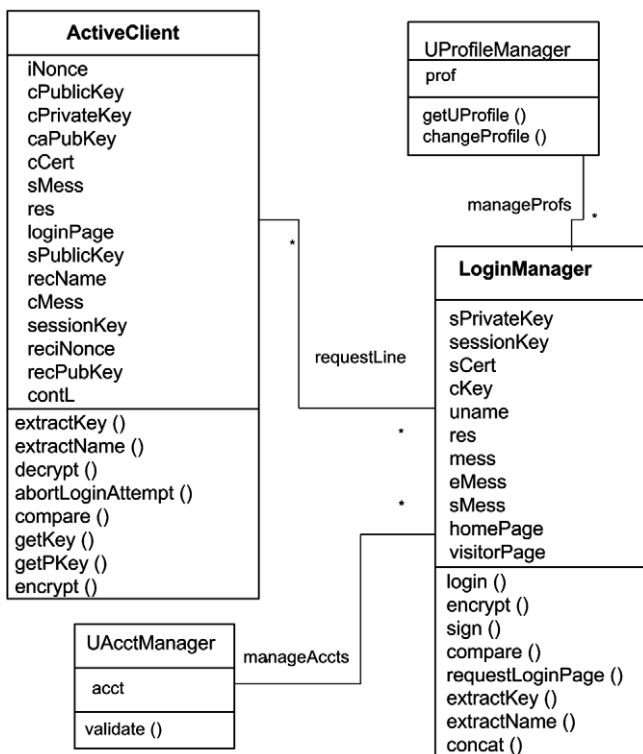 ActiveClient
iNonce
cPublicKey
cPrivateKey
caPubKey
cCert
sMess
res
loginPage
sPublicKey
recName
cMess
sessionKey
reciNonce
recPubKey
contL
extractKey ()
extractName ()
decrypt ()
abortLoginAttempt ()
compare ()
getKey ()
getPKey ()
encrypt ()
UProfileManager
prof
getUProfile ()
changeProfile ()
manageProfs
*
*
requestLine
*
*
LoginManager
sPrivateKey
sessionKey
sCert
cKey
uname
res
mess
eMess
sMess
homePage
visitorPage
login ()
encrypt ()
sign ()
compare ()
requestLoginPage ()
extractKey ()
extractName ()
concat ()
UAcctManager
acct
validate ()
manageAccts